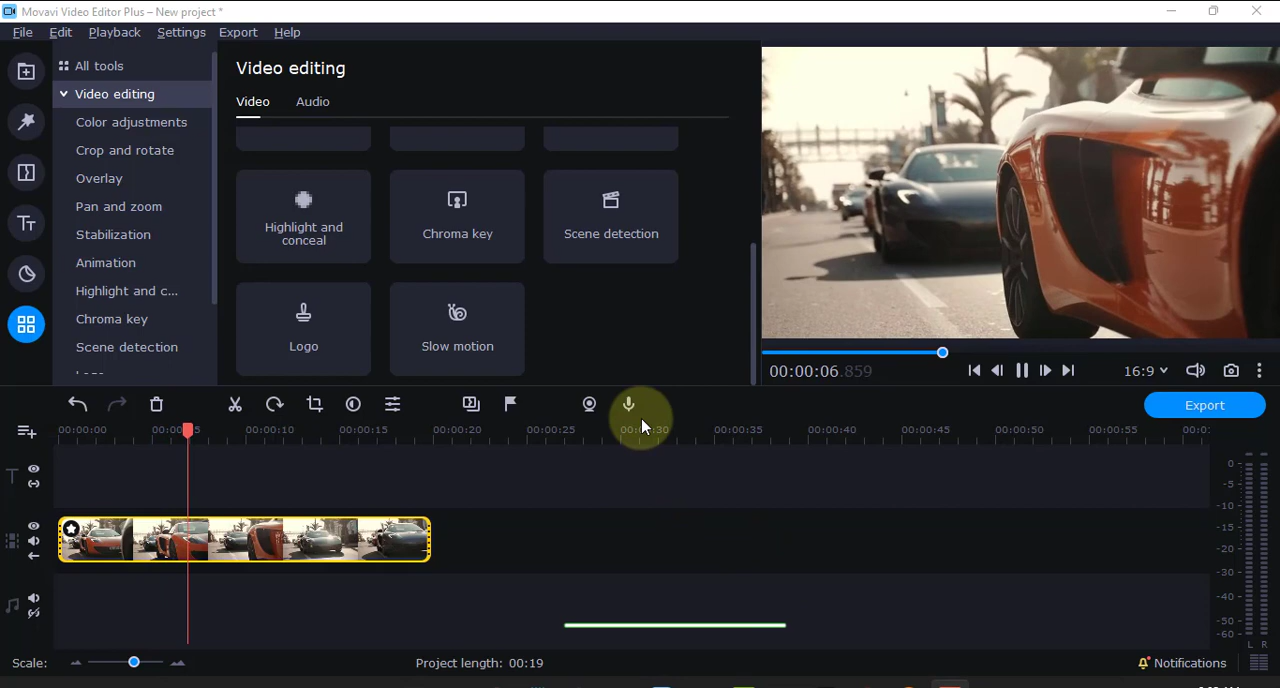 Movavi Video Editor Plus – New project *
File Edit Playback Settings Export Help
All tools
Video editing
Color adjustments
Crop and rotate
Overlay
Pan and zoom
Stabilization
Animation
Highlight and c...
Chroma key
Scene detection
Video editing
Video Audio
Highlight and conceal
Chroma key
Scene detection
Logo
Slow motion
00:00:06.859
16:9
Export
00:00:00 00:00:10 00:00:15 00:00:20 00:00:25 00:00:35 00:00:40 00:00:45 00:00:50 00:00:55
0
-5
-10
-15
-20
-30
-40
-50
-60
L R
Scale:
Project length: 00:19
Notifications